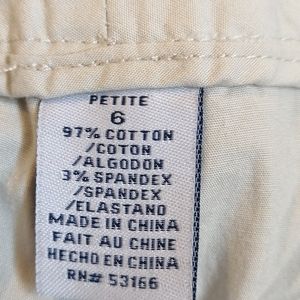 PETITE
6
97% COTTON
/COTON
/ALGODON
3% SPANDEX
/SPANDEX
/ELASTANO
MADE IN CHINA
FAIT AU CHINE
HECHO EN CHINA
RN# 53166